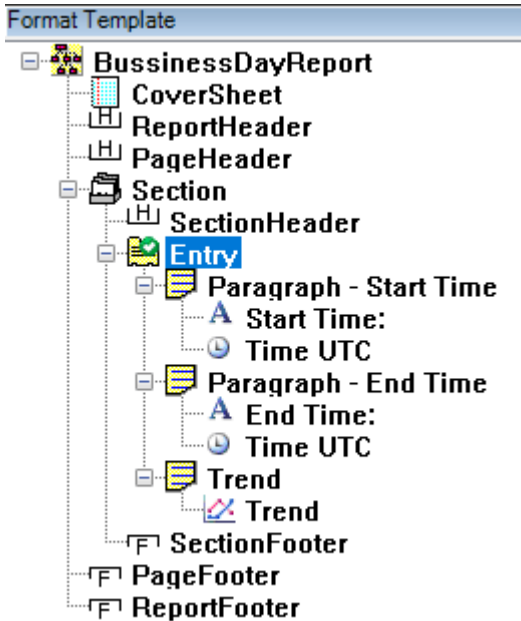 Format Template
BussinessDayReport
CoverSheet
H ReportHeader
H PageHeader
Section
H SectionHeader
Entry
Paragraph - Start Time
A Start Time:
Time UTC
Paragraph - End Time
A End Time:
Time UTC
Trend
Trend
F SectionFooter
F PageFooter
F ReportFooter